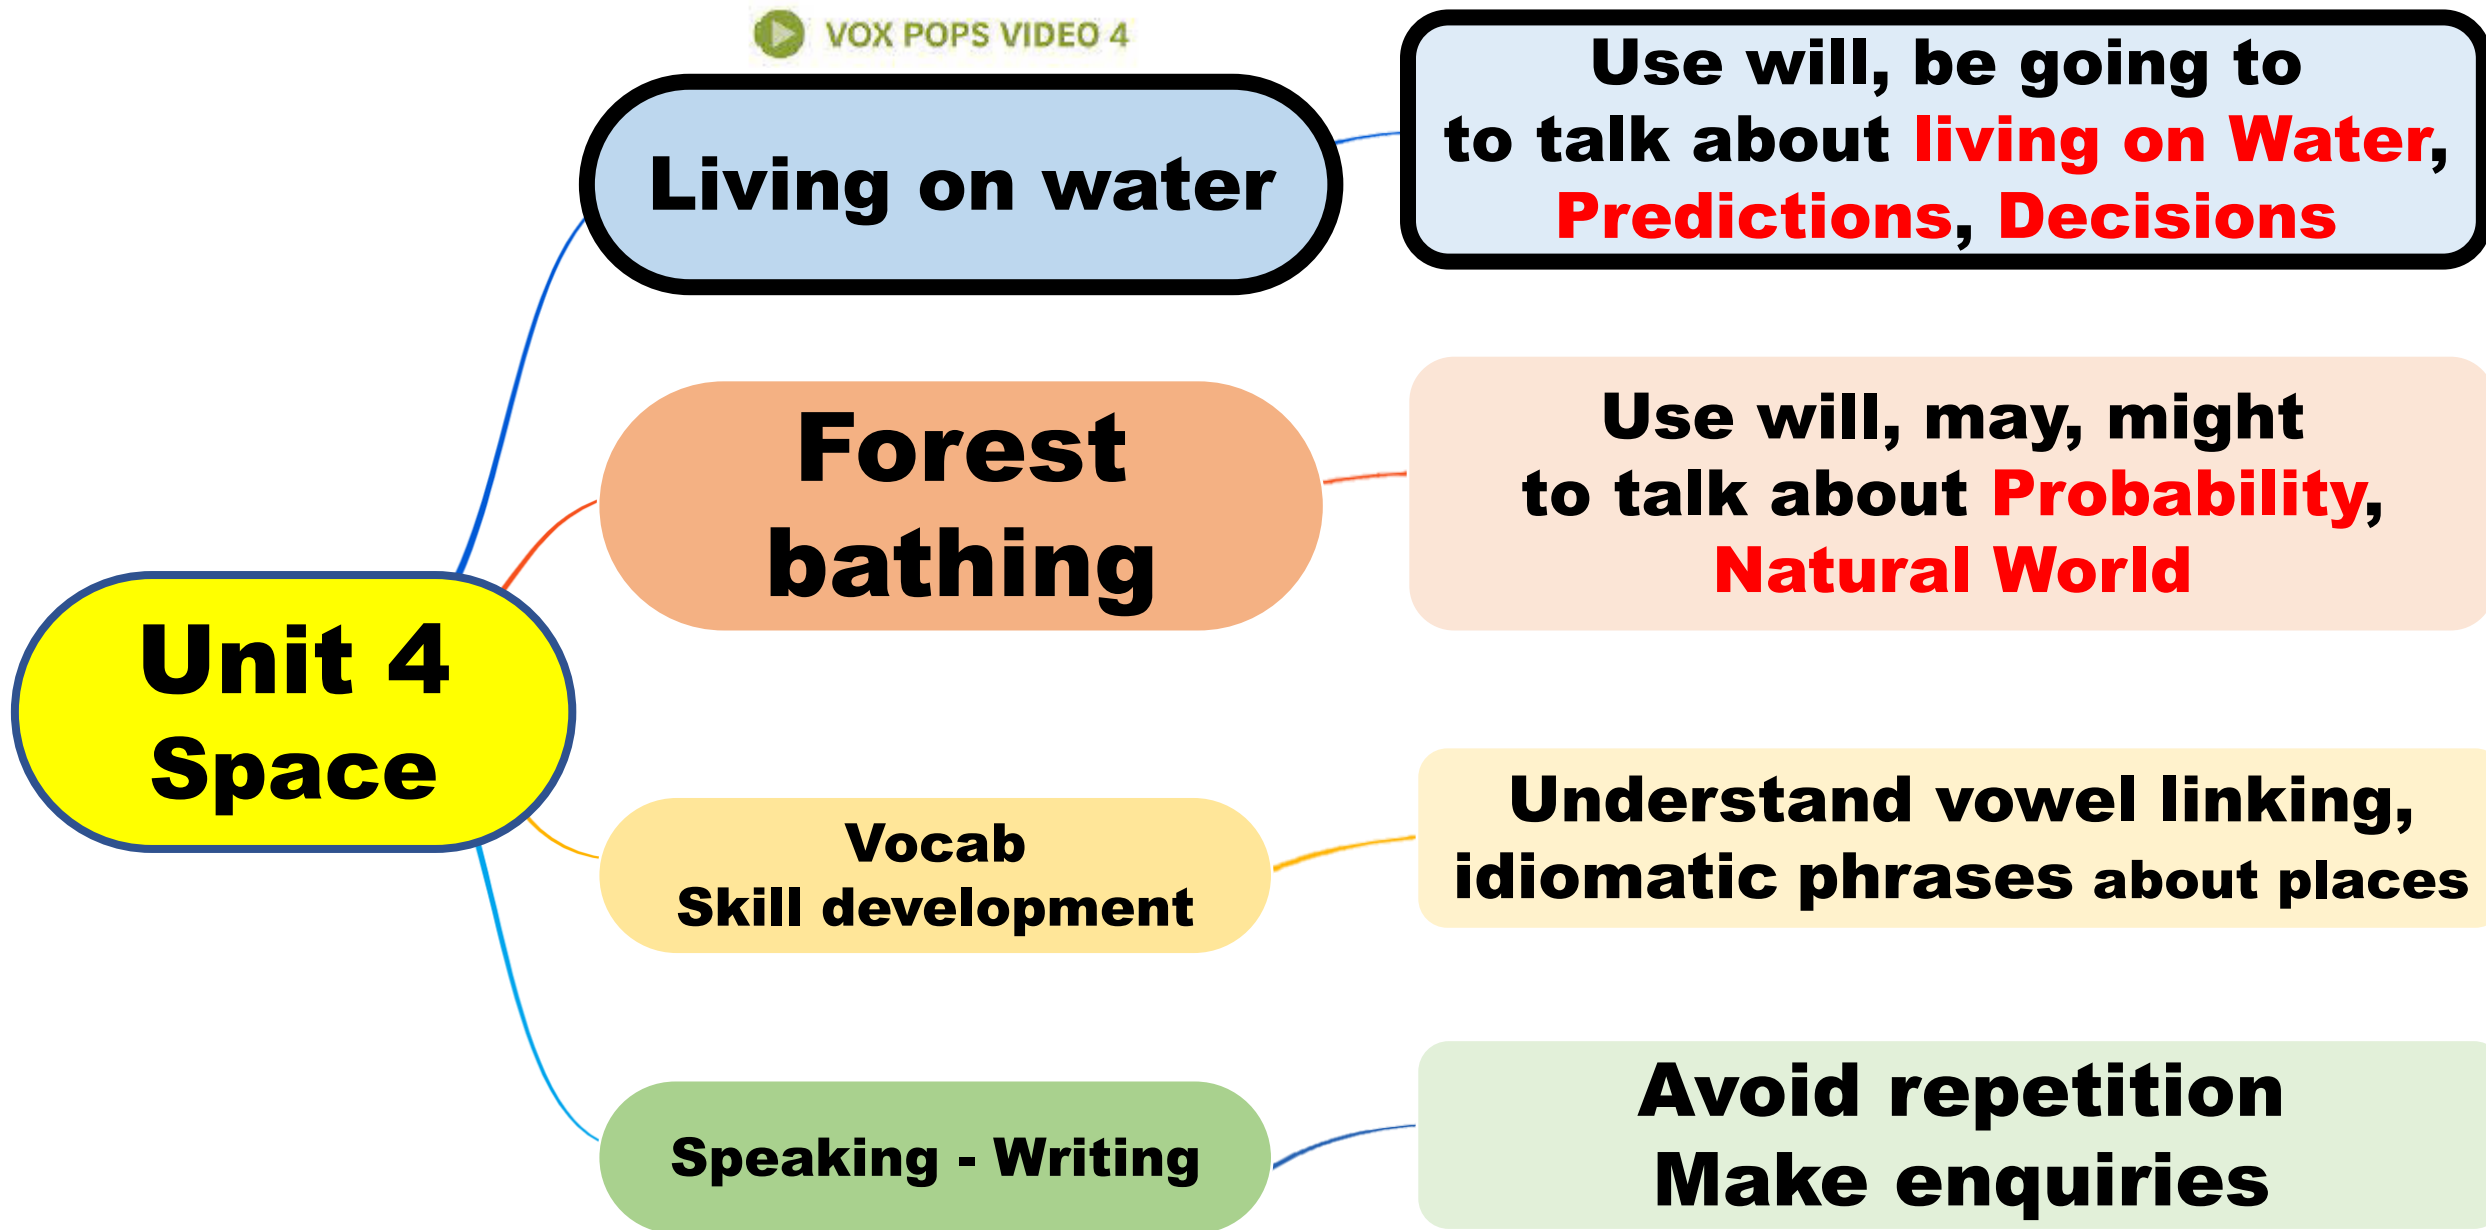 VOX POPS VIDEO 4
Living on water
Use will, be going to
to talk about living on Water,
Predictions, Decisions
Forest
bathing
Use will, may, might
to talk about Probability,
Natural World
Unit 4
Space
Vocab
Skill development
Understand vowel linking,
idiomatic phrases about places
Speaking - Writing
Avoid repetition
Make enquiries